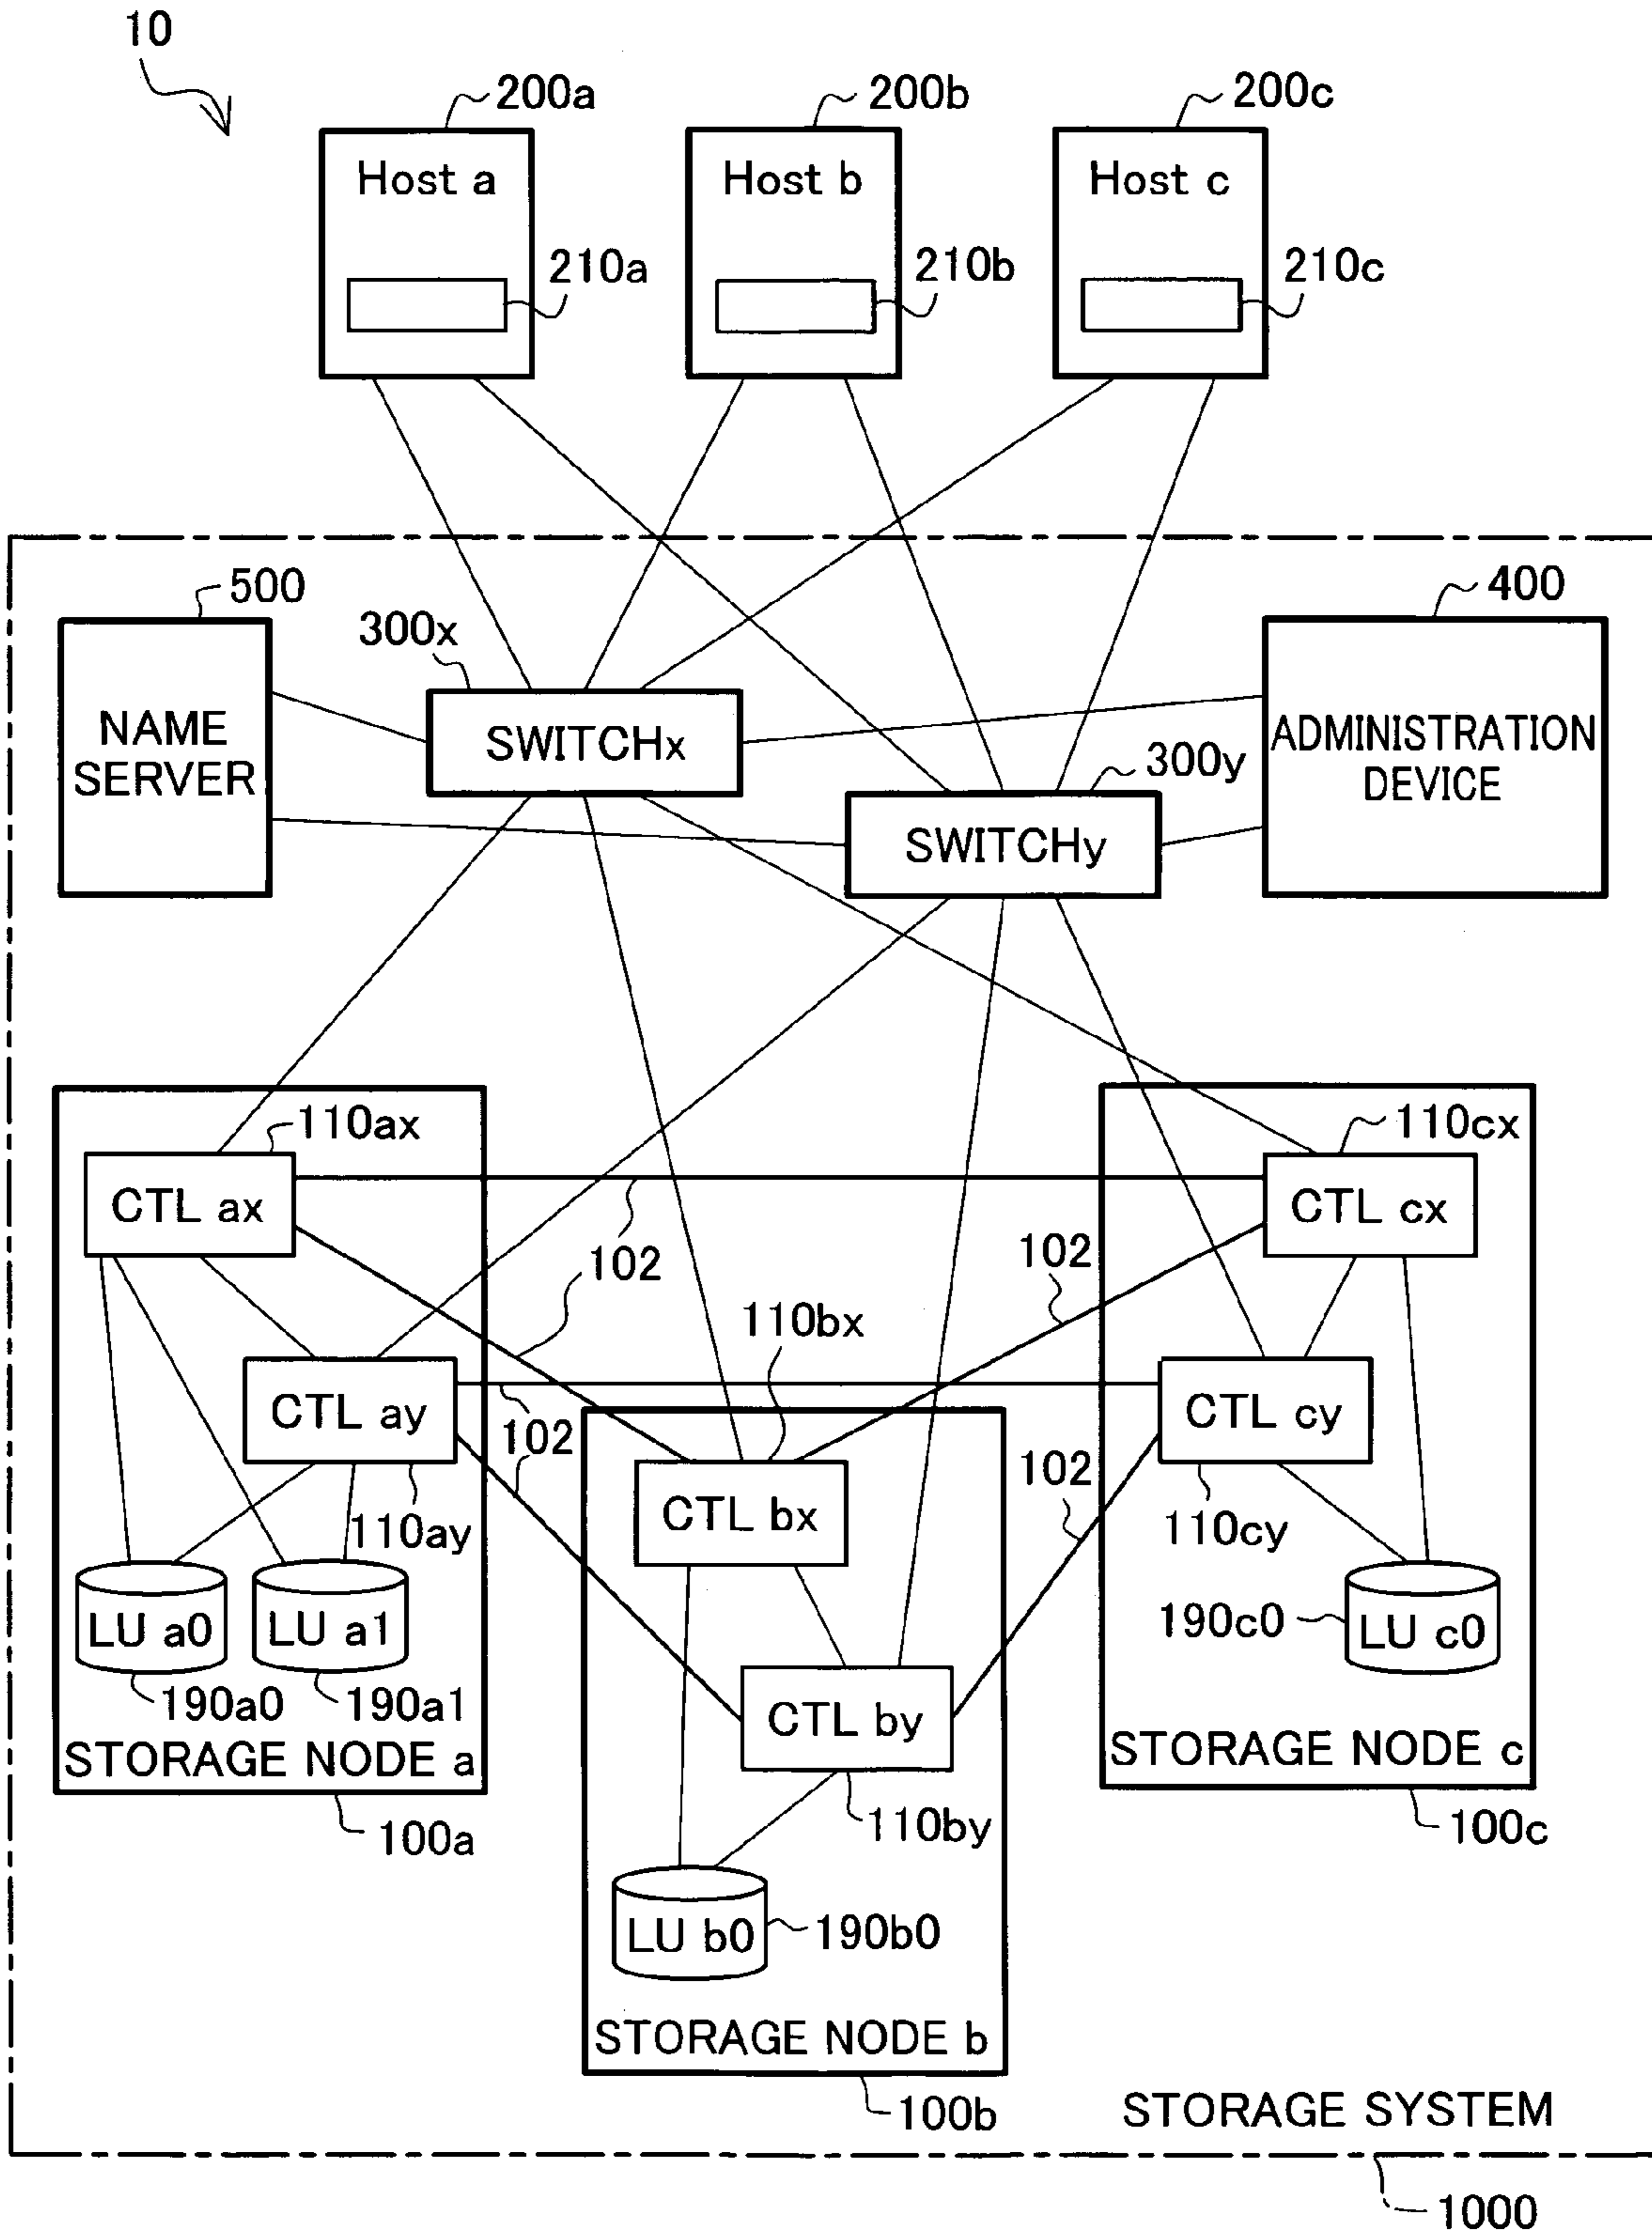 10
200a
200b
200c
Host a
Host b
Host c
210a
210b
210c
500
400
300x
NAME
SERVER
SWITCHx
ADMINISTRATION
DEVICE
300y
SWITCHy
110ax
110cx
CTL ax
CTL cx
102
102
110bx
CTL ay
CTL cy
102
102
110ay
CTL bx
110cy
LU a0
LU a1
190c0
LU c0
190a0
190a1
CTL by
STORAGE NODE a
STORAGE NODE c
110by
100a
100c
LU b0
190b0
STORAGE NODE b
100b
STORAGE SYSTEM
1000